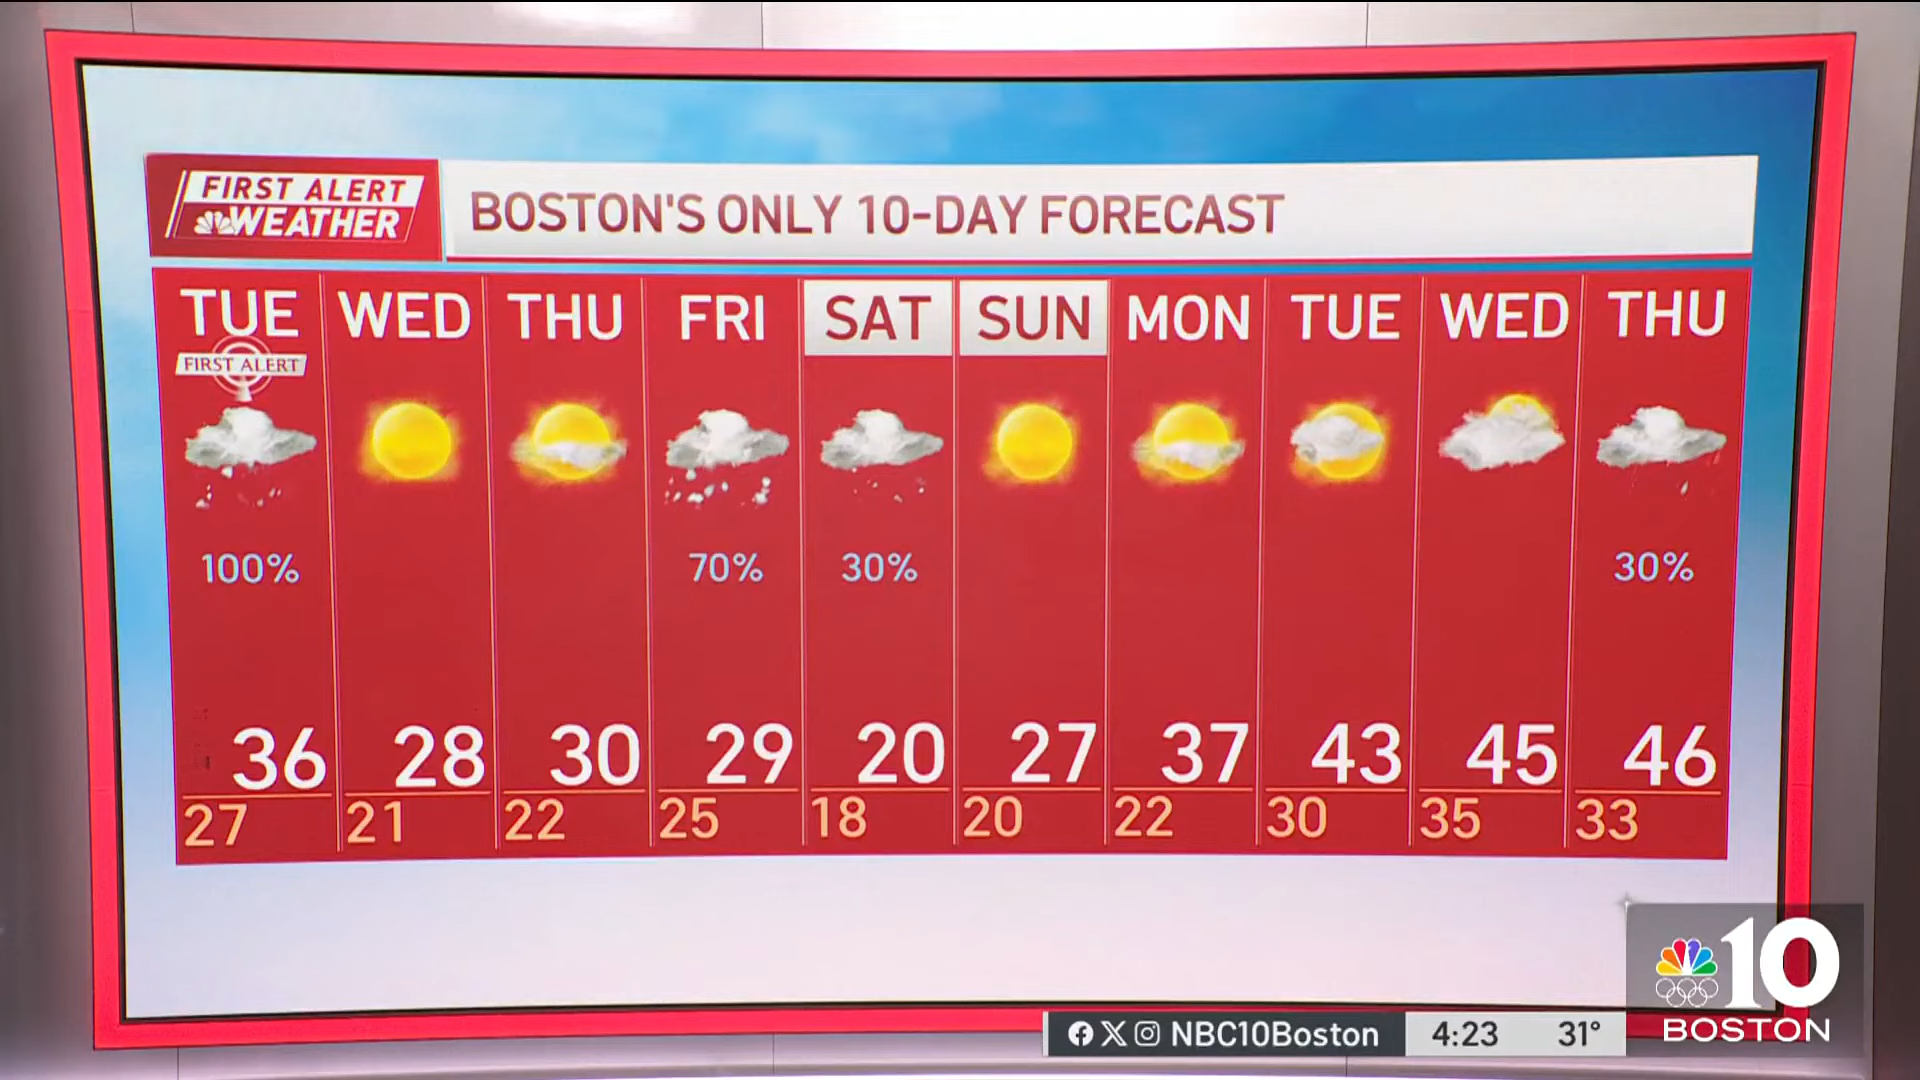 FIRST ALERT
WEATHER
BOSTON'S ONLY 10-DAY FORECAST
TUE WED THU FRI SAT SUN MON TUE WED THU
FIRST ALERT
100% 70% 30% 30%
36 28 30 29 20 27 37 43 45 46
27 21 22 25 18 20 22 30 35 33
10
BOSTON
NBC10Boston 4:23 31°